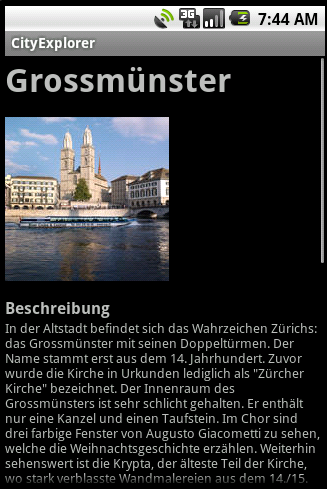 3G
7:44 AM
CityExplorer
Grossmünster
Beschreibung
In der Altstadt befindet sich das Wahrzeichen Zürichs:
das Grossmünster mit seinen Doppeltürmen. Der
Name stammt erst aus dem 14. Jahrhundert. Zuvor
wurde die Kirche in Urkunden lediglich als "Zürcher
Kirche" bezeichnet. Der Innenraum des
Grossmünsters ist sehr schlicht gehalten. Er enthält
nur eine Kanzel und einen Taufstein. Im Chor sind
drei farbige Fenster von Augusto Giacometti zu sehen,
welche die Weihnachtsgeschichte erzählen. Weiterhin
sehenswert ist die Krypta, der älteste Teil der Kirche,
wo stark verblasste Wandmalereien aus dem 14./15.